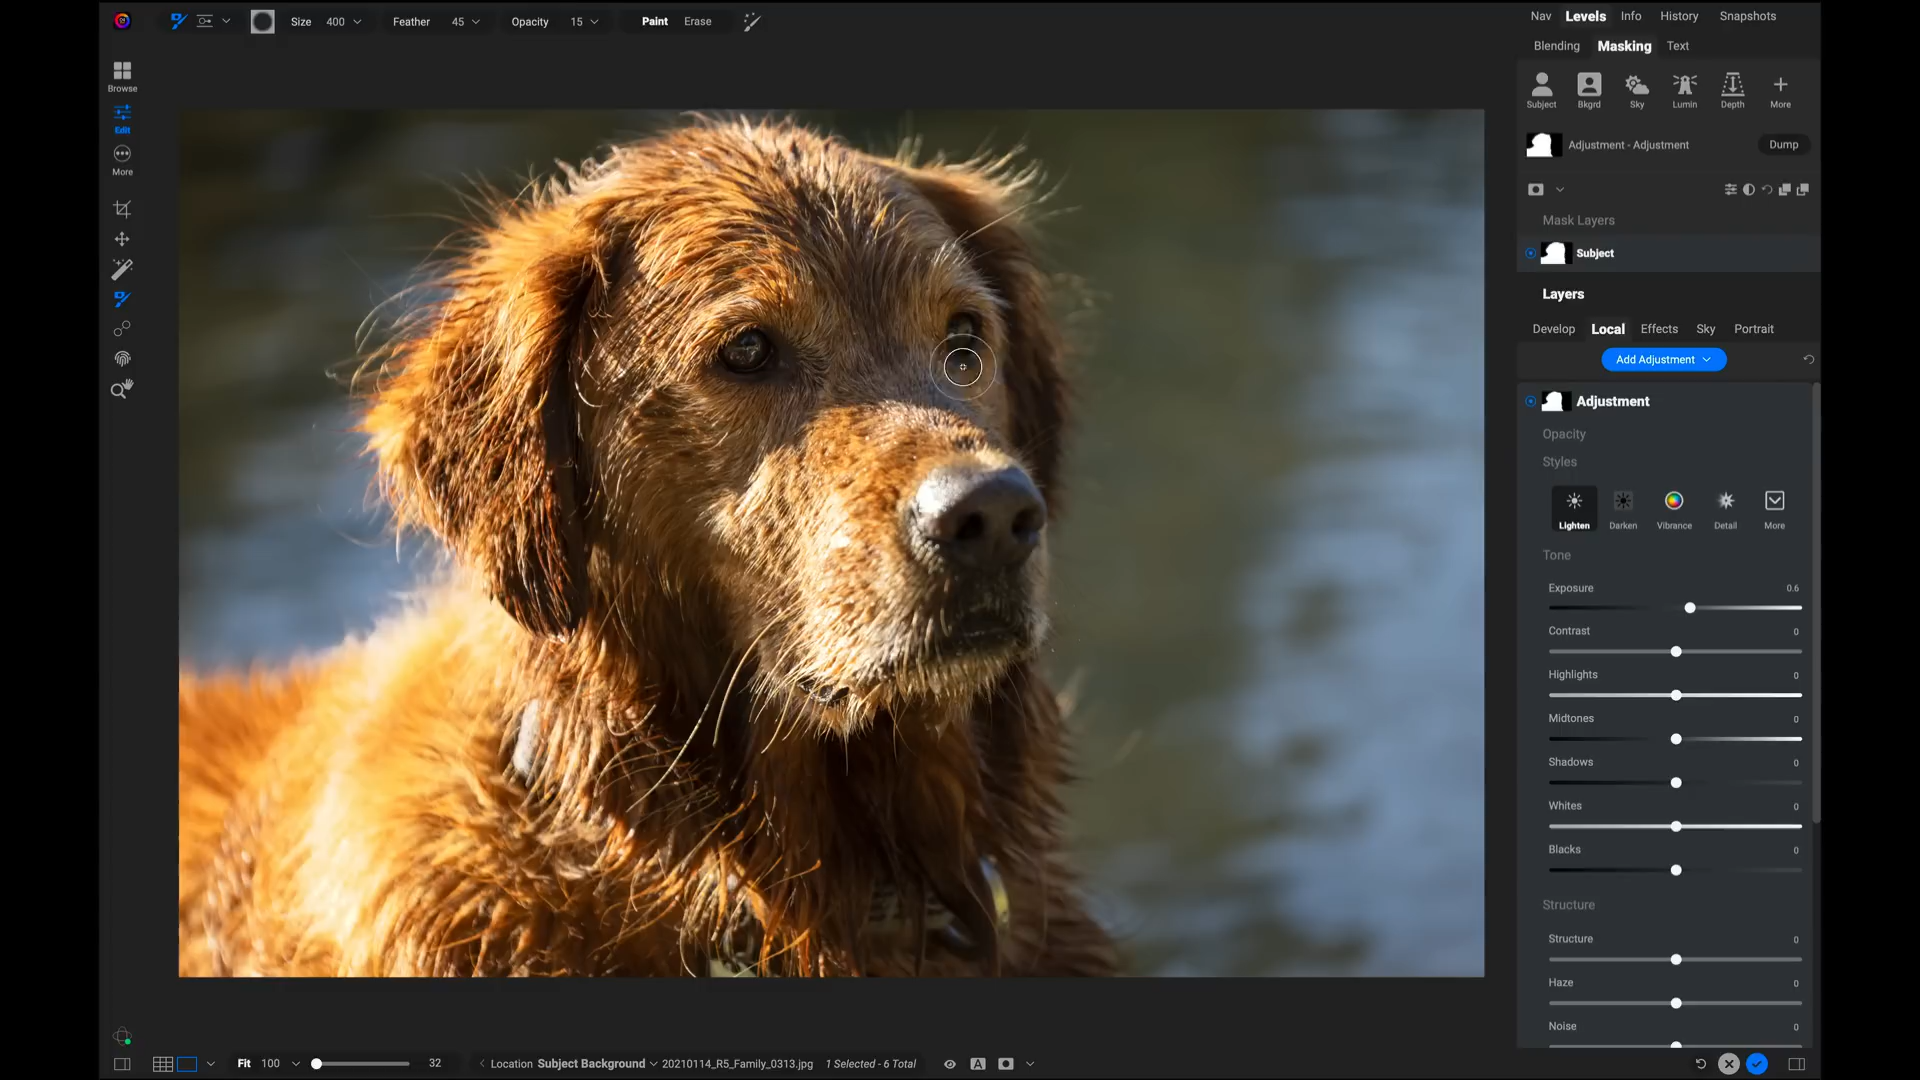 Size 400 Feather 45 Opacity 15 Paint Erase
Nav Levels Info History Snapshots
Blending Masking Text
Browse
Edit
More
Subject Bkgrd Sky Lumin Depth More
Adjustment - Adjustment Dump
Mask Layers
Subject
Layers
Develop Local Effects Sky Portrait
Add Adjustment
Adjustment
Opacity
Styles
Lighten Darken Vibrance Detail More
Tone
Exposure 0.6
Contrast 0
Highlights 0
Midtones 0
Shadows 0
Whites 0
Blacks 0
Structure
Structure 0
Haze 0
Noise 0
Fit 100 32 Location Subject Background 20210114_R5_Family_0313.jpg 1 Selected - 6 Total A